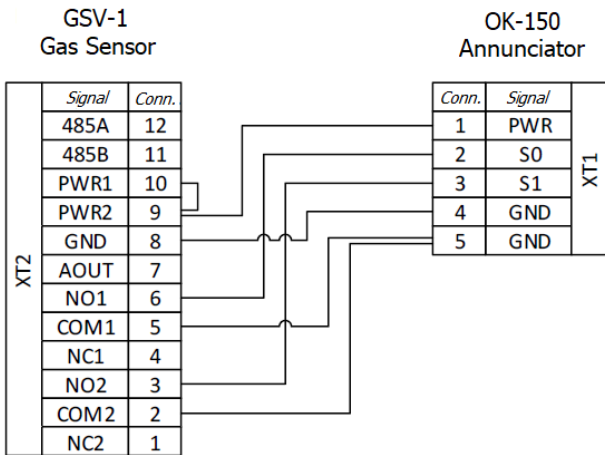 GSV-1
Gas Sensor
OK-150
Annunciator
XT2
Signal Conn.
485A 12
485B 11
PWR1 10
PWR2 9
GND 8
AOUT 7
NO1 6
COM1 5
NC1 4
NO2 3
COM2 2
NC2 1
Conn. Signal
1 PWR
2 S0
3 S1
4 GND
5 GND
XT1